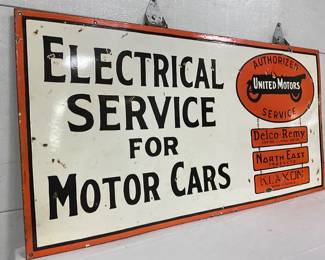 ELECTRICAL
SERVICE
FOR
MOTOR CARS
AUTHORIZED
UNITED MOTORS
SERVICE
Delco-Remy
NORTH EAST
KLAXON